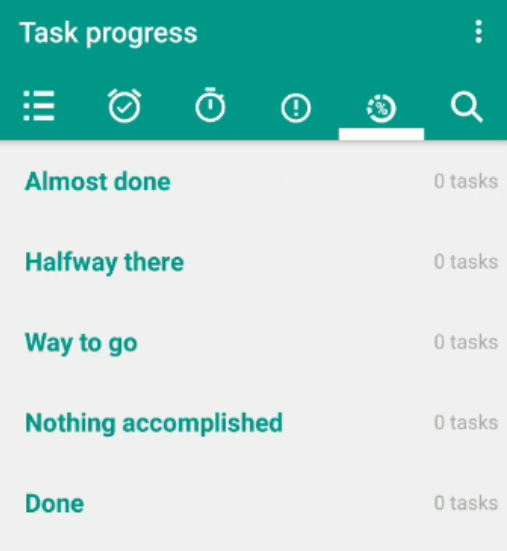 Task progress
%
Almost done 0 tasks
Halfway there 0 tasks
Way to go 0 tasks
Nothing accomplished 0 tasks
Done 0 tasks